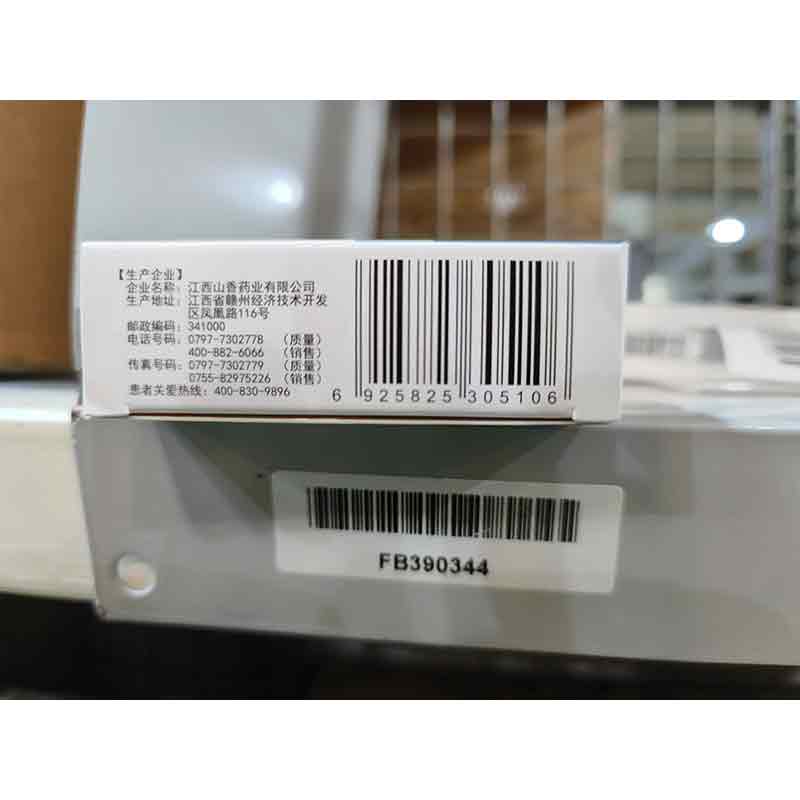 【生产企业】
企业名称：江西山香药业有限公司
生产地址：江西省赣州经济技术开发
区凤凰路116号
邮政编码：341000
电话号码：0797-7302778 （质量）
400-882-6066 （销售）
传真号码：0797-7302779 （质量）
0755-82975226 （销售）
患者关爱热线：400-830-9896
6 925825 305106
FB390344